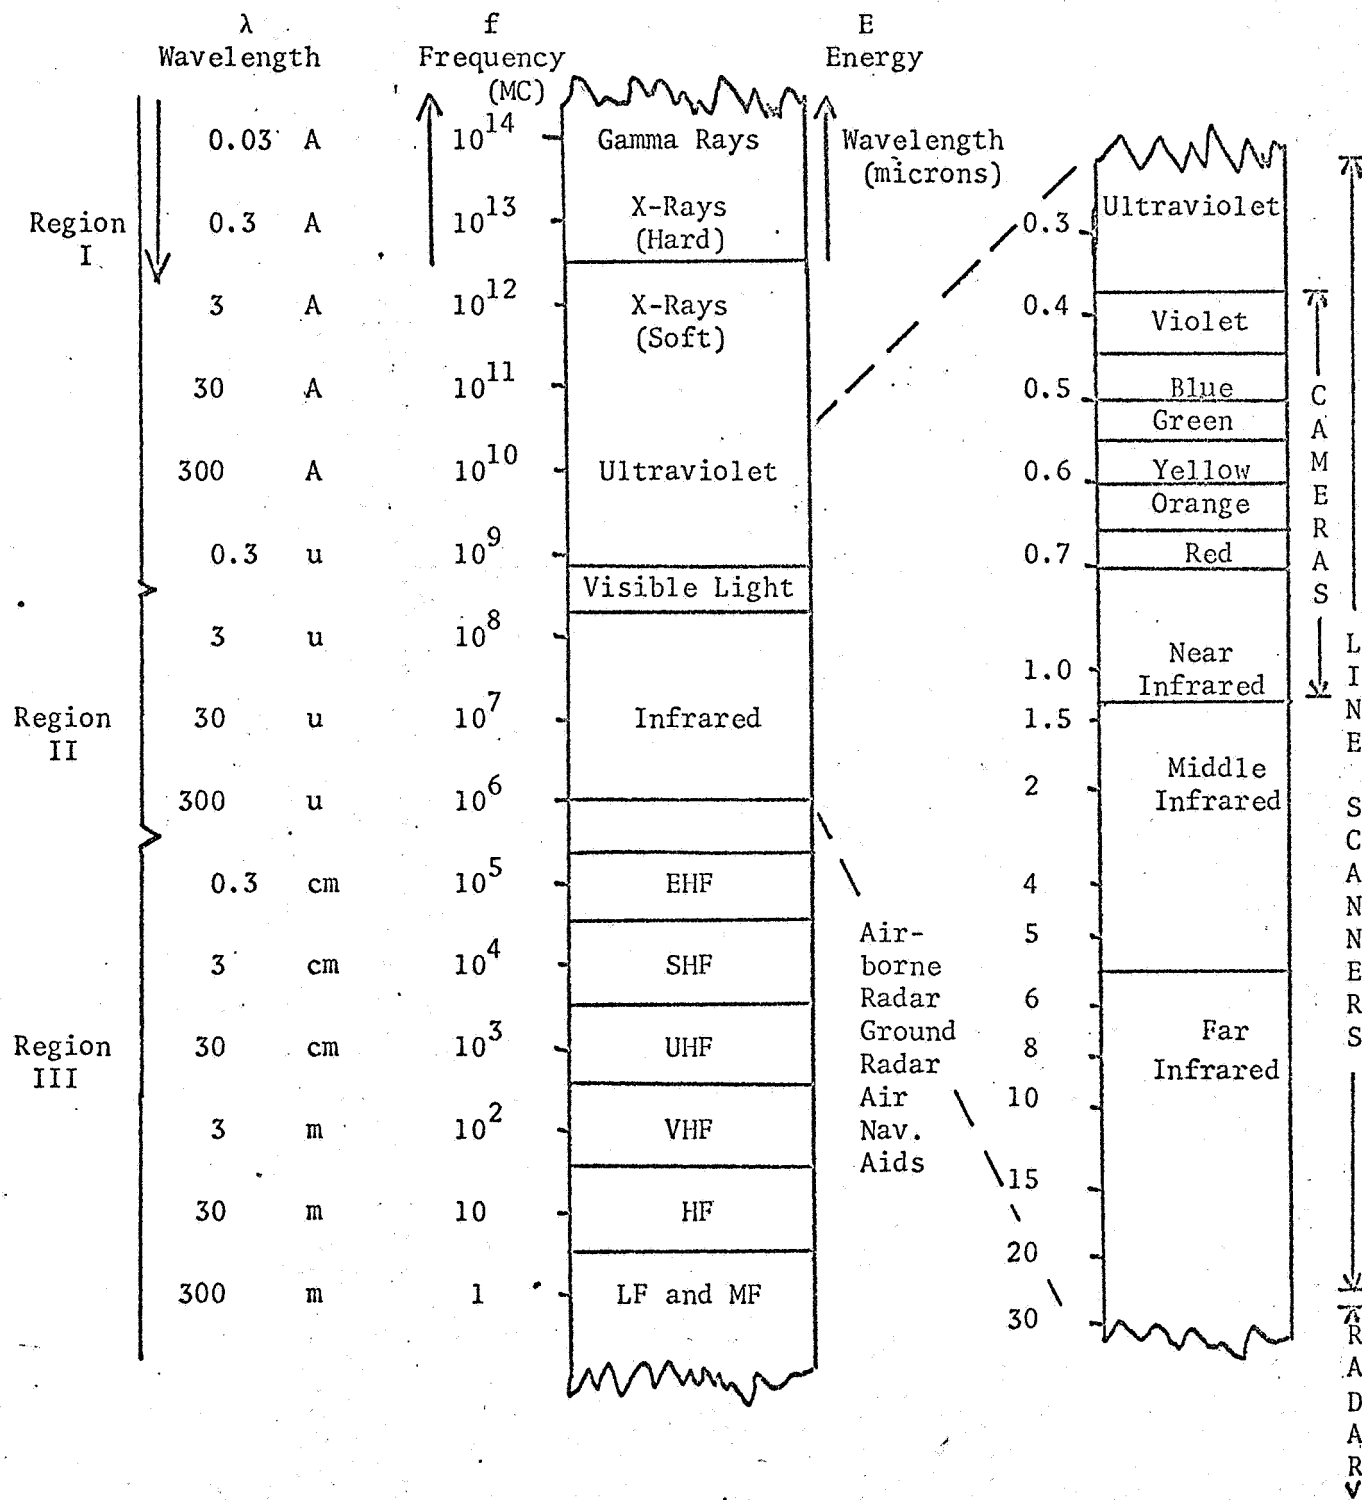 λ f E
Wavelength Frequency Energy
(MC)
0.03 A 10^14 Gamma Rays
Region I
0.3 A 10^13 X-Rays (Hard)
3 A 10^12 X-Rays (Soft)
30 A 10^11
300 A 10^10 Ultraviolet
0.3 u 10^9
Visible Light
3 u 10^8
Region II
30 u 10^7 Infrared
300 u 10^6
0.3 cm 10^5 EHF
3 cm 10^4 SHF
Region III
30 cm 10^3 UHF
3 m 10^2 VHF
30 m 10 HF
300 m 1 LF and MF
Air-
borne
Radar
Ground
Radar
Air
Nav.
Aids
Wavelength
(microns)
0.3 Ultraviolet
0.4 Violet
0.5 Blue
Green
0.6 Yellow
Orange
0.7 Red
Near
1.0 Infrared
1.5
Middle
2 Infrared
4
5
6
Far
8 Infrared
10
15
20
30
CAMERAS
LINE SCANNERS
RADAR